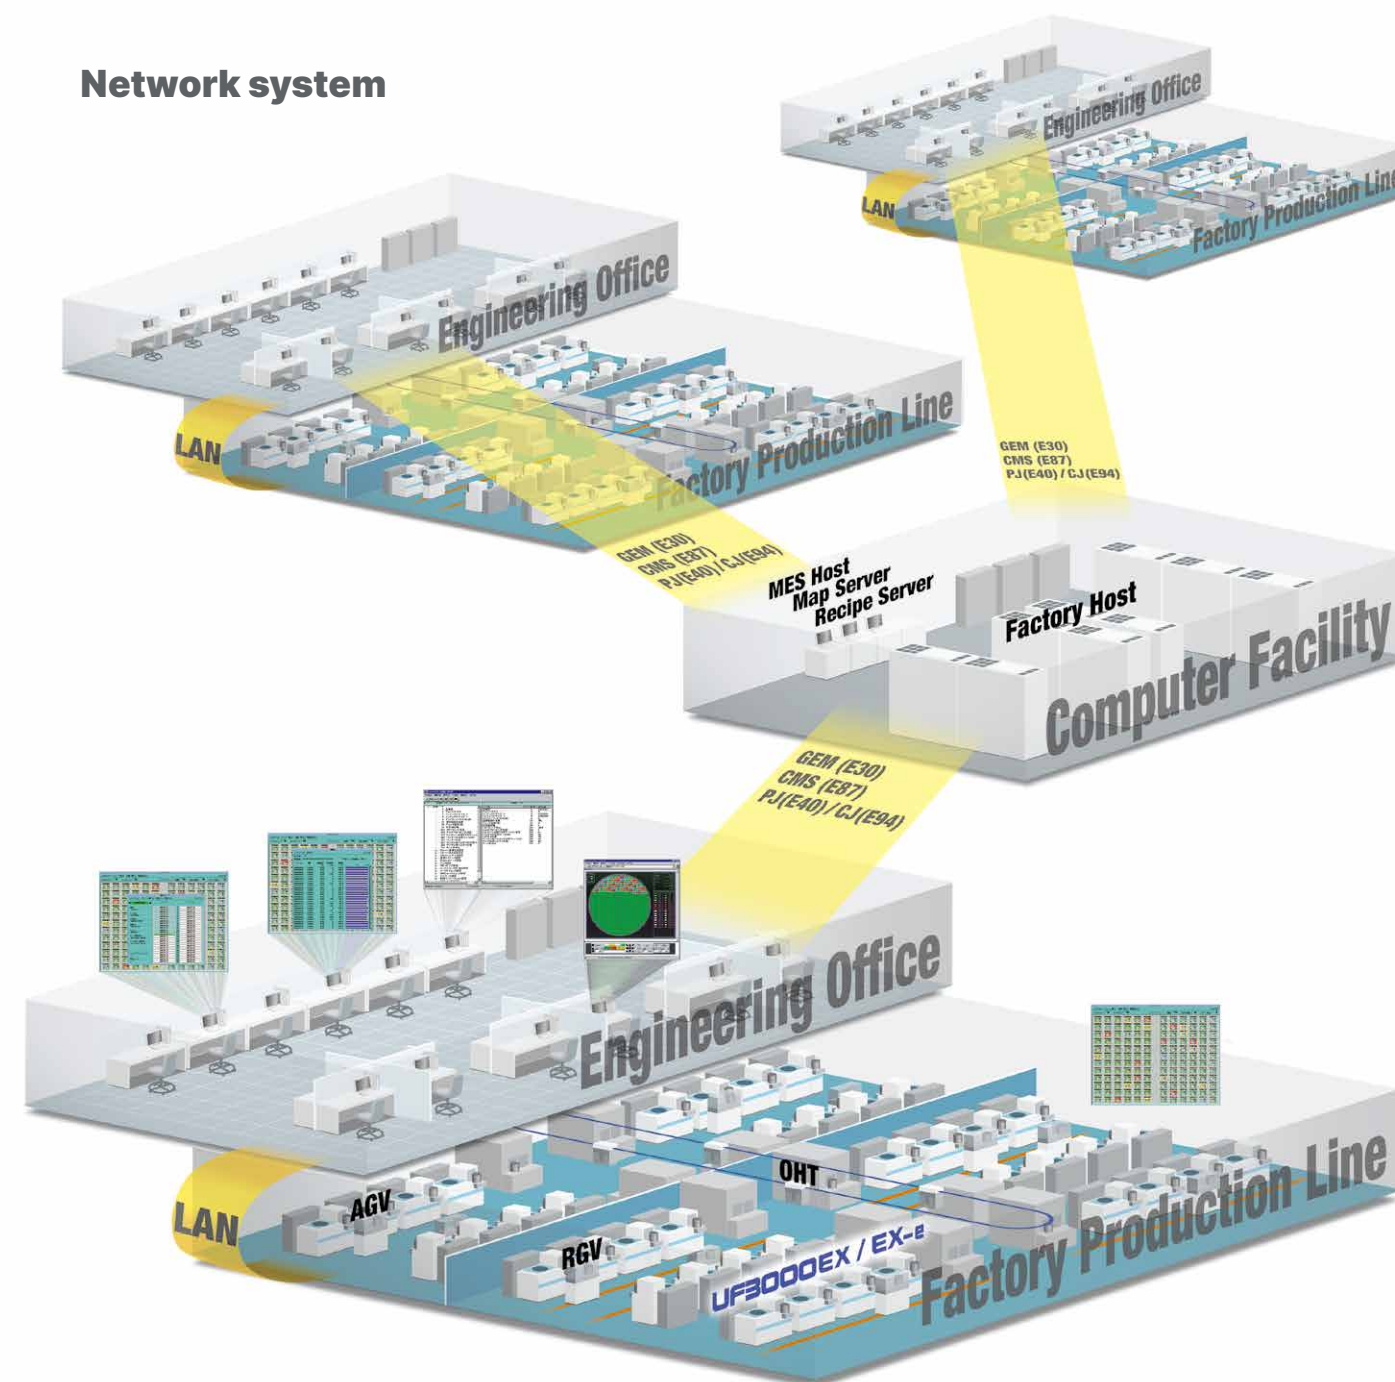 Network system
Engineering Office
LAN
Factory Production Line
Engineering Office
LAN
Factory Production Line
GEM (E30)
CMS (E87)
PJ(E40) / CJ(E94)
GEM (E30)
CMS (E87)
PJ(E40) / CJ(E94)
MES Host
Map Server
Recipe Server
Factory Host
Computer Facility
GEM (E30)
CMS (E87)
PJ(E40) / CJ(E94)
Engineering Office
LAN
AGV
OHT
RGV
UF3000EX / EX-e
Factory Production Line